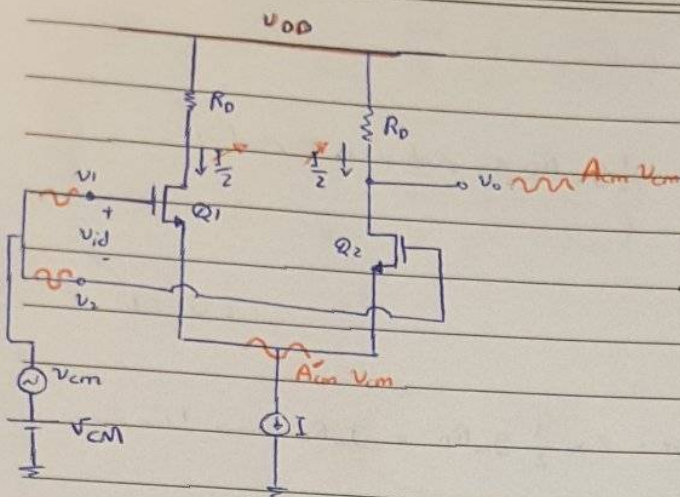 VDD
RD
RD
I/2
I/2
vo
Acm vcm
v1
+
Q1
vid
-
Q2
v2
A'cm vcm
vcm
VCM
I